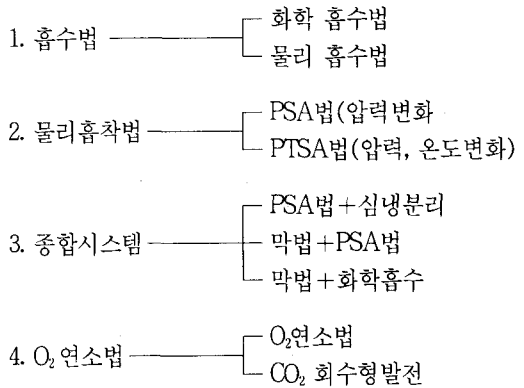 1. 흡수법
화학 흡수법
물리 흡수법
2. 물리흡착법
PSA법(압력변화
PTSA법(압력, 온도변화)
3. 종합시스템
PSA법+심냉분리
막법+PSA법
막법+화학흡수
4. O₂ 연소법
O₂연소법
CO₂ 회수형발전